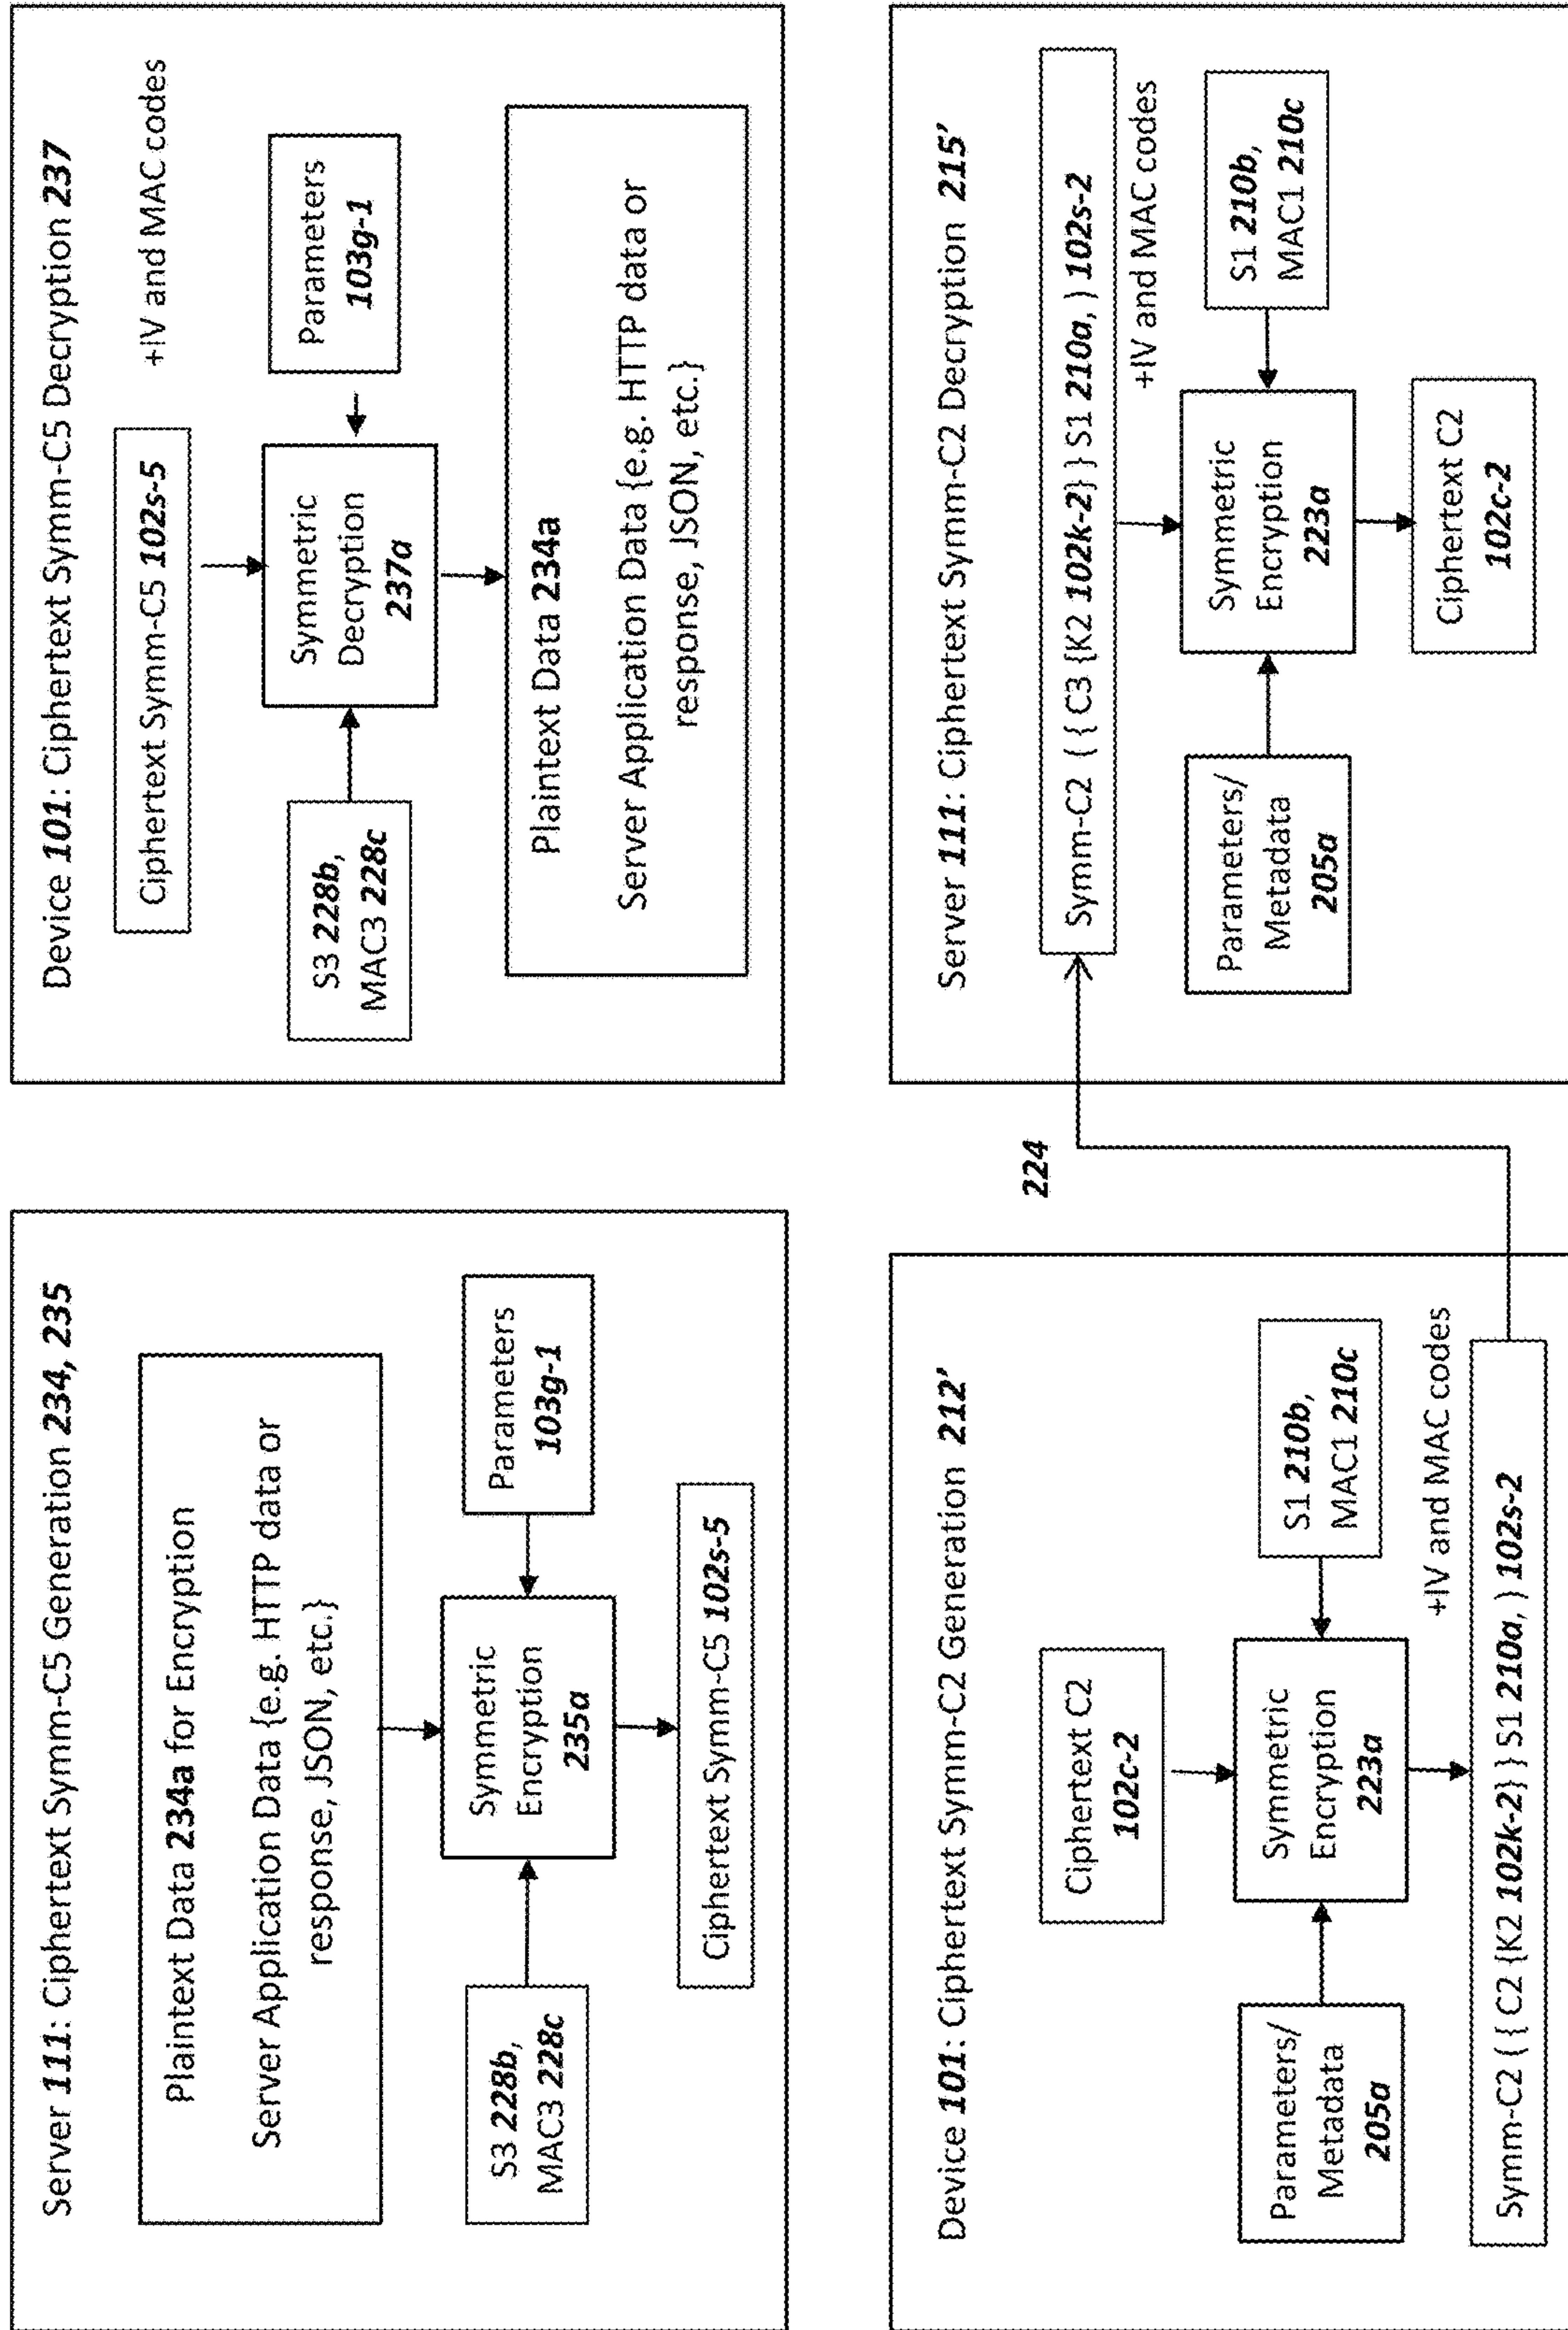 Server 111: Ciphertext Symm-C5 Generation 234, 235
Plaintext Data 234a for Encryption
Server Application Data {e.g. HTTP data or
response, JSON, etc.}
S3 228b,
MAC3 228c
Symmetric
Encryption
235a
Parameters
103g-1
Ciphertext Symm-C5 102s-5
Device 101: Ciphertext Symm-C5 Decryption 237
Ciphertext Symm-C5 102s-5
+IV and MAC codes
S3 228b,
MAC3 228c
Symmetric
Decryption
237a
Parameters
103g-1
Plaintext Data 234a
Server Application Data {e.g. HTTP data or
response, JSON, etc.}
Device 101: Ciphertext Symm-C2 Generation 212’
Ciphertext C2
102c-2
Parameters/
Metadata
205a
Symmetric
Encryption
223a
S1 210b,
MAC1 210c
+IV and MAC codes
Symm-C2 ( { C2 {K2 102k-2} } S1 210a, ) 102s-2
224
Server 111: Ciphertext Symm-C2 Decryption 215’
Symm-C2 ( { C3 {K2 102k-2} } S1 210a, ) 102s-2
+IV and MAC codes
Parameters/
Metadata
205a
Symmetric
Encryption
223a
S1 210b,
MAC1 210c
Ciphertext C2
102c-2